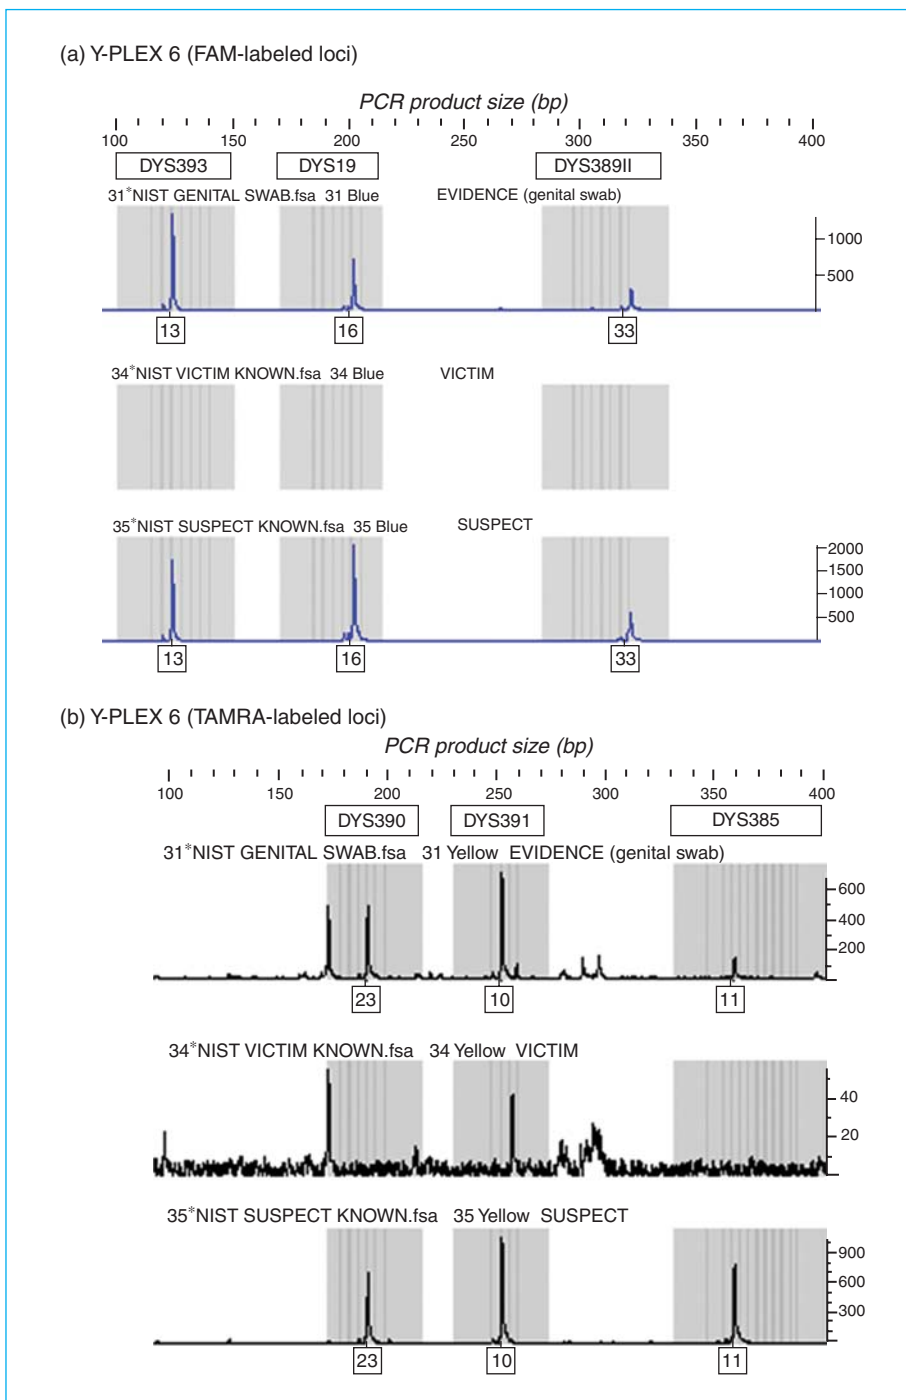 (a) Y-PLEX 6 (FAM-labeled loci)
PCR product size (bp)
100 150 200 250 300 350 400
DYS393 DYS19 DYS389II
31*NIST GENITAL SWAB.fsa 31 Blue EVIDENCE (genital swab)
1000
500
13 16 33
34*NIST VICTIM KNOWN.fsa 34 Blue VICTIM
35*NIST SUSPECT KNOWN.fsa 35 Blue SUSPECT
2000
1500
1000
500
13 16 33
(b) Y-PLEX 6 (TAMRA-labeled loci)
PCR product size (bp)
100 150 200 250 300 350 400
DYS390 DYS391 DYS385
31*NIST GENITAL SWAB.fsa 31 Yellow EVIDENCE (genital swab)
600
400
200
23 10 11
34*NIST VICTIM KNOWN.fsa 34 Yellow VICTIM
40
20
35*NIST SUSPECT KNOWN.fsa 35 Yellow SUSPECT
900
600
300
23 10 11